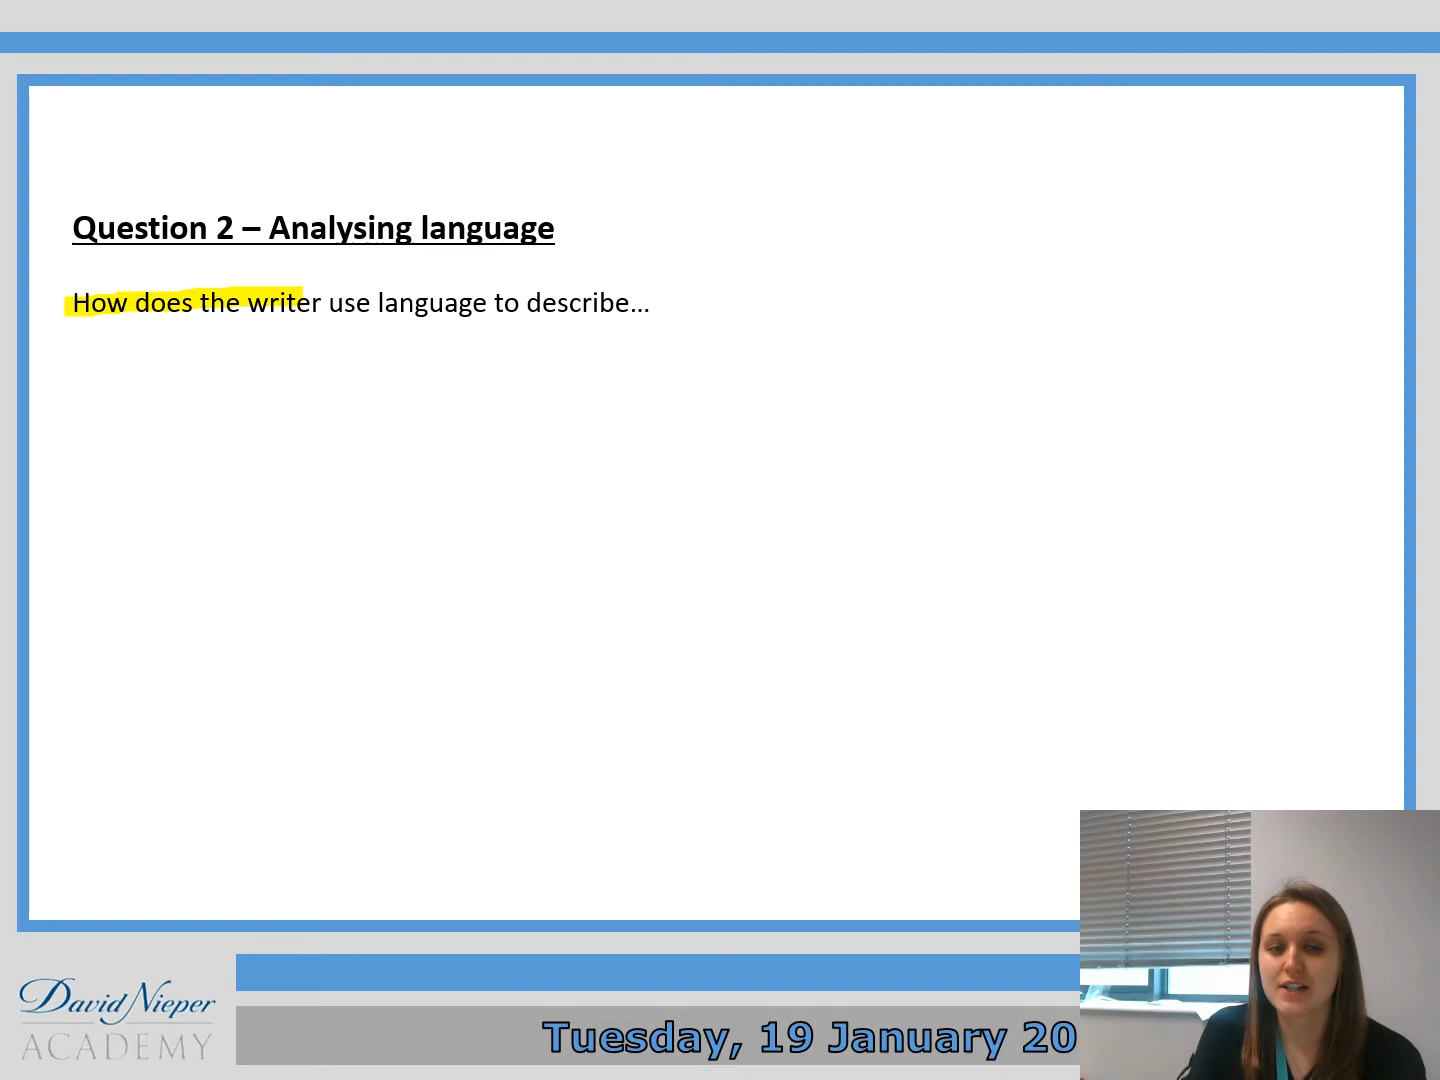 Question 2 – Analysing language
How does the writer use language to describe...
David Nieper
ACADEMY
Tuesday, 19 January 20